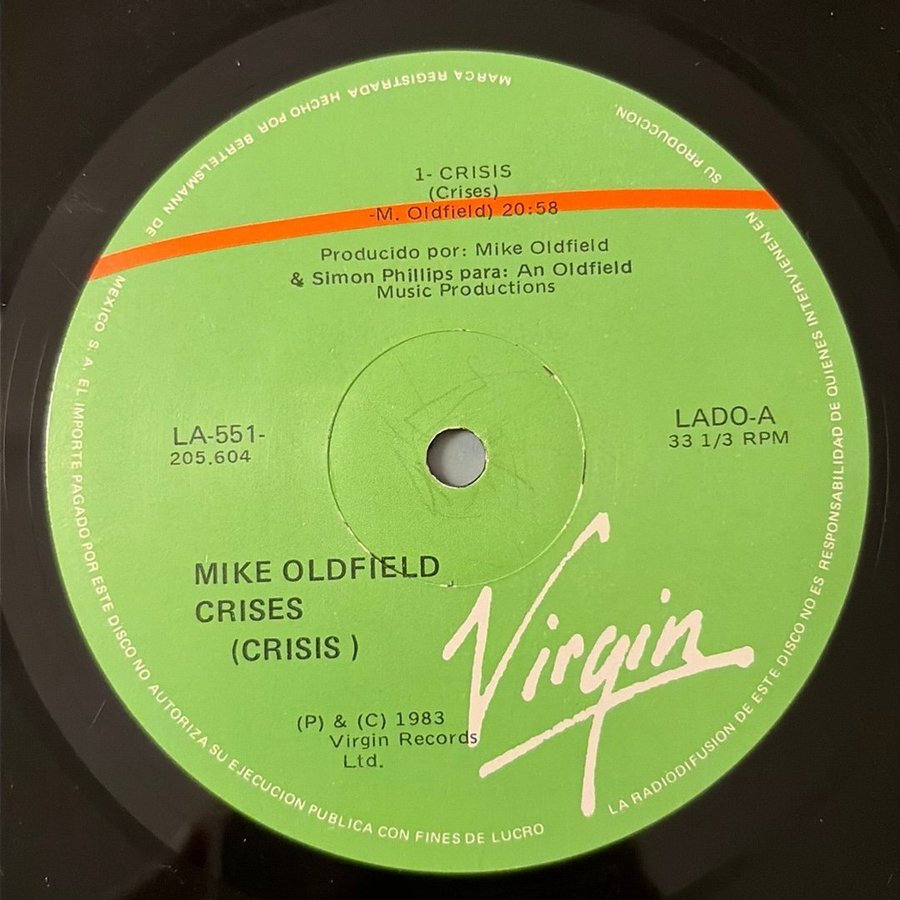 1- CRISIS
(Crises)
-M. Oldfield) 20:58
Producido por: Mike Oldfield
& Simon Phillips para: An Oldfield
Music Productions
LA-551-
205.604
LADO-A
33 1/3 RPM
MIKE OLDFIELD
CRISES
(CRISIS )
Virgin
(P) & (C) 1983
Virgin Records
Ltd.
MARCA REGISTRADA HECHO POR BERTELSMANN DE MEXICO S. A. EL IMPORTE PAGADO POR ESTE DISCO NO AUTORIZA SU EJECUCION PUBLICA CON FINES DE LUCRO
LA RADIODIFUSION DE ESTE DISCO NO ES RESPONSABILIDAD DE QUIENES INTERVIENEN EN SU PRODUCCION.